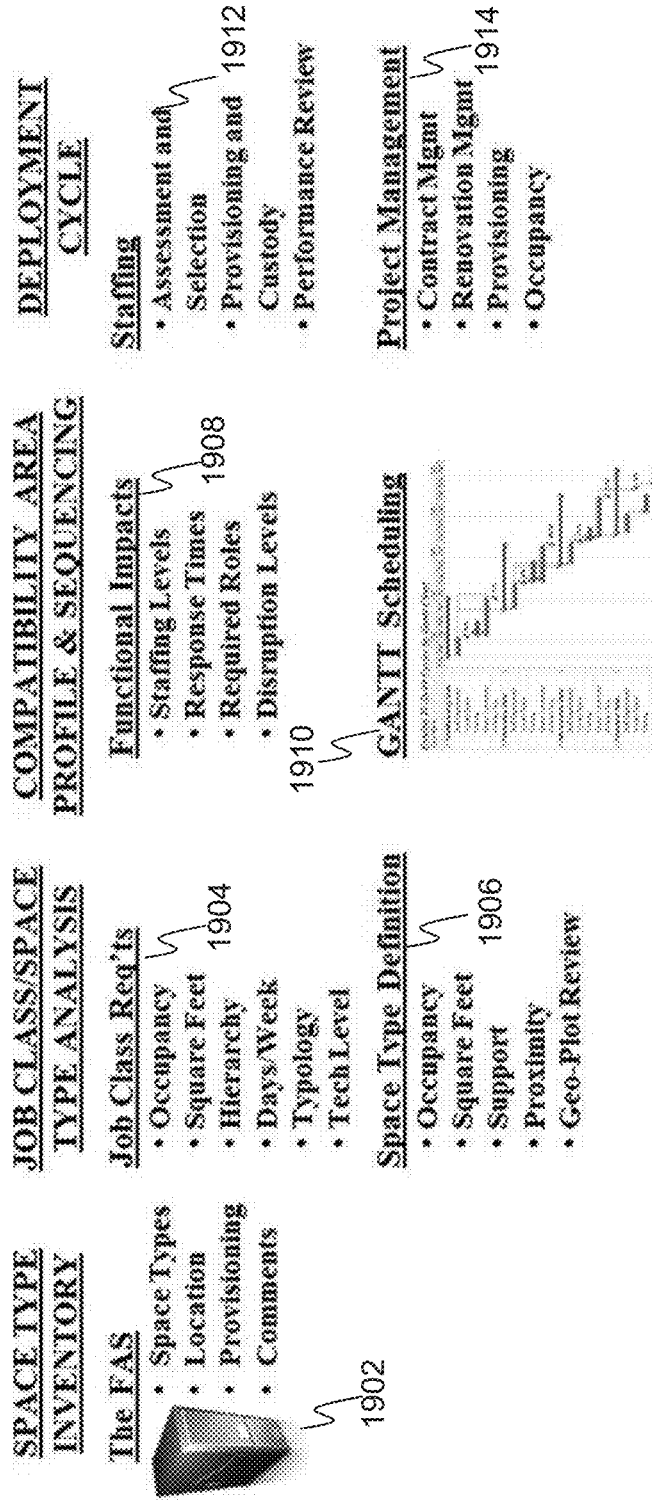 SPACE TYPE
INVENTORY
The FAS
• Space Types
• Location
• Provisioning
• Comments
1902
JOB CLASS/SPACE
TYPE ANALYSIS
Job Class Req'ts
1904
• Occupancy
• Square Feet
• Hierarchy
• Days/Week
• Typology
• Tech Level
Space Type Definition
1906
• Occupancy
• Square Feet
• Support
• Proximity
• Geo-Plot Review
COMPATIBILITY AREA
PROFILE & SEQUENCING
Functional Impacts
1908
• Staffing Levels
• Response Times
• Required Roles
• Disruption Levels
1910
GANTT Scheduling
DEPLOYMENT
CYCLE
Staffing
• Assessment and
Selection
1912
• Provisioning and
Custody
• Performance Review
Project Management
1914
• Contract Mgmt
• Renovation Mgmt
• Provisioning
• Occupancy